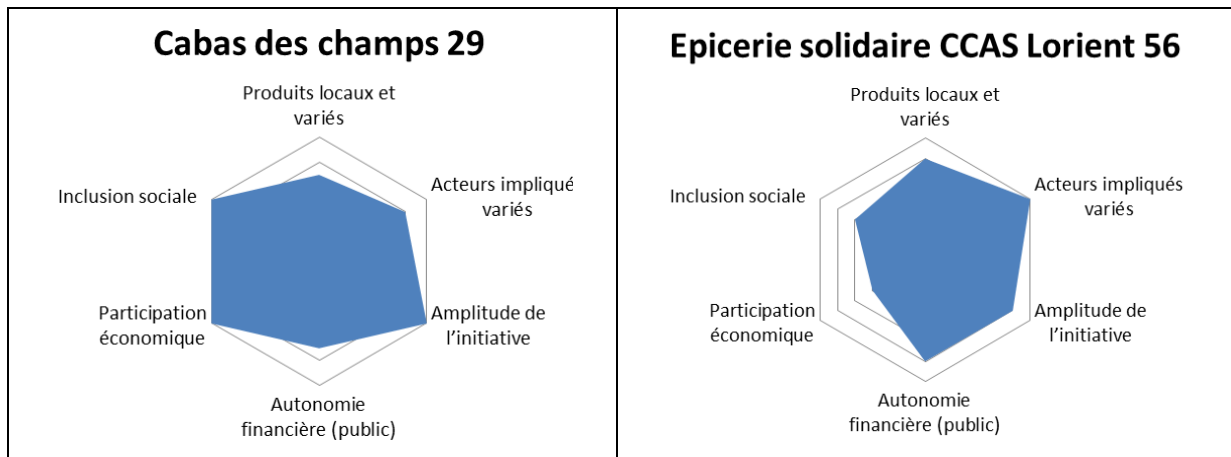 Cabas des champs 29
Produits locaux et
variés
Inclusion sociale
Acteurs impliqué
variés
Participation
économique
Amplitude de
l’initiative
Autonomie
financière (public)
Epicerie solidaire CCAS Lorient 56
Produits locaux et
variés
Inclusion sociale
Acteurs impliqués
variés
Participation
économique
Amplitude de
l’initiative
Autonomie
financière (public)